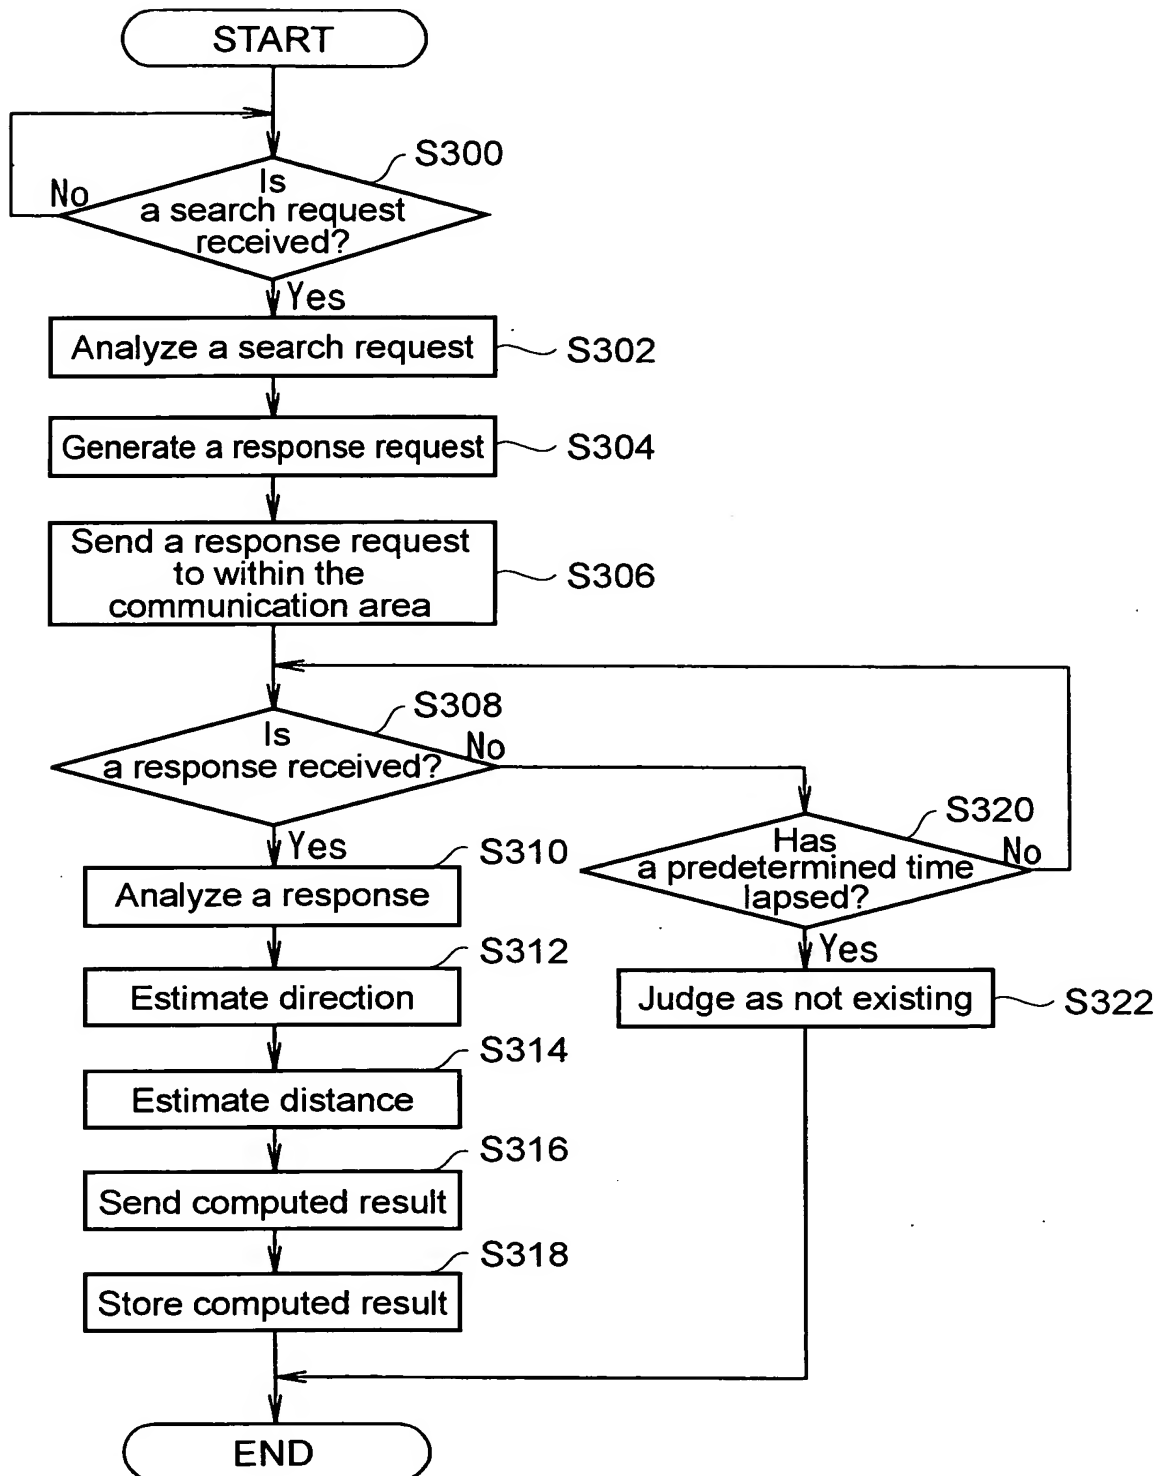 START
S300
No
Is
a search request
received?
Yes
Analyze a search request
S302
Generate a response request
S304
Send a response request
to within the
communication area
S306
S308
Is
a response received?
No
Yes
S320
Has
a predetermined time
lapsed?
No
Yes
S310
Analyze a response
S312
Estimate direction
Judge as not existing
S322
S314
Estimate distance
S316
Send computed result
S318
Store computed result
END